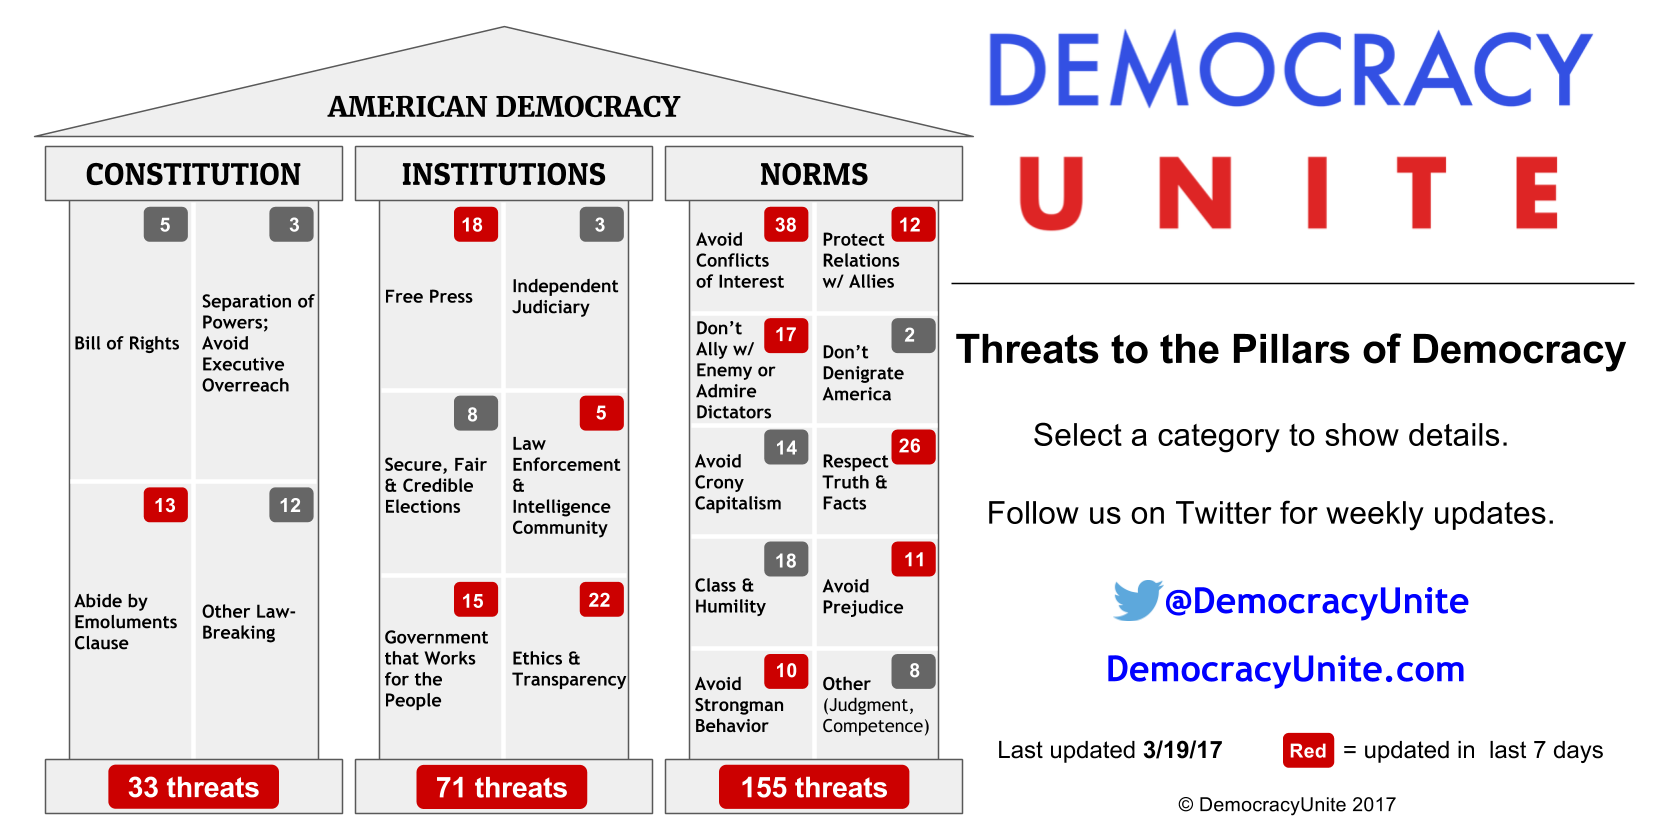 AMERICAN DEMOCRACY
CONSTITUTION
5
Bill of Rights
3
Separation of
Powers;
Avoid
Executive
Overreach
13
Abide by
Emoluments
Clause
12
Other Law-
Breaking
33 threats
INSTITUTIONS
18
Free Press
3
Independent
Judiciary
8
Secure, Fair
& Credible
Elections
5
Law
Enforcement
&
Intelligence
Community
15
Government
that Works
for the
People
22
Ethics &
Transparency
71 threats
NORMS
38
Avoid
Conflicts
of Interest
12
Protect
Relations
w/ Allies
17
Don’t
Ally w/
Enemy or
Admire
Dictators
2
Don’t
Denigrate
America
14
Avoid
Crony
Capitalism
26
Respect
Truth &
Facts
18
Class &
Humility
11
Avoid
Prejudice
10
Avoid
Strongman
Behavior
8
Other
(Judgment,
Competence)
155 threats
DEMOCRACY
UNITE
Threats to the Pillars of Democracy
Select a category to show details.
Follow us on Twitter for weekly updates.
@DemocracyUnite
DemocracyUnite.com
Last updated 3/19/17
Red = updated in last 7 days
© DemocracyUnite 2017